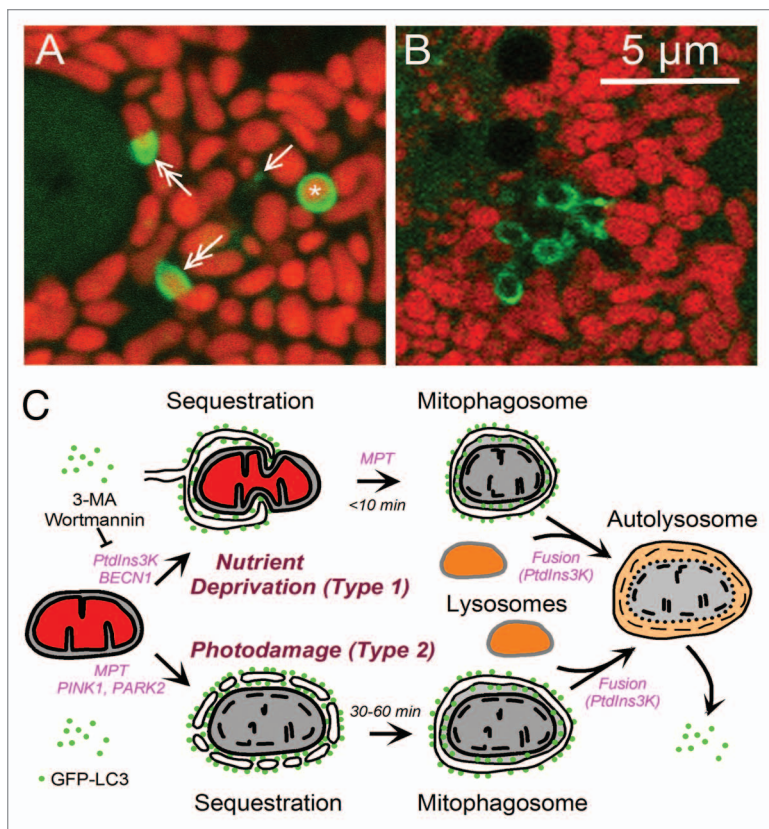 A
*
B
5 µm
C
Sequestration
Mitophagosome
MPT
<10 min
3-MA
Wortmannin
PtdIns3K
BECN1
Autolysosome
Fusion
(PtdIns3K)
Nutrient
Deprivation (Type 1)
Lysosomes
Photodamage (Type 2)
MPT
PINK1, PARK2
Fusion
(PtdIns3K)
30-60 min
GFP-LC3
Sequestration
Mitophagosome